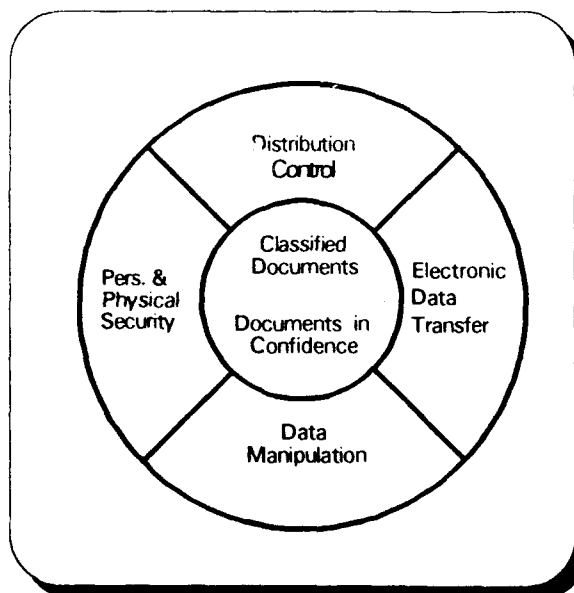 Distribution
Control
Classified
Documents
Documents in
Confidence
Pers. &
Physical
Security
Electronic
Data
Transfer
Data
Manipulation